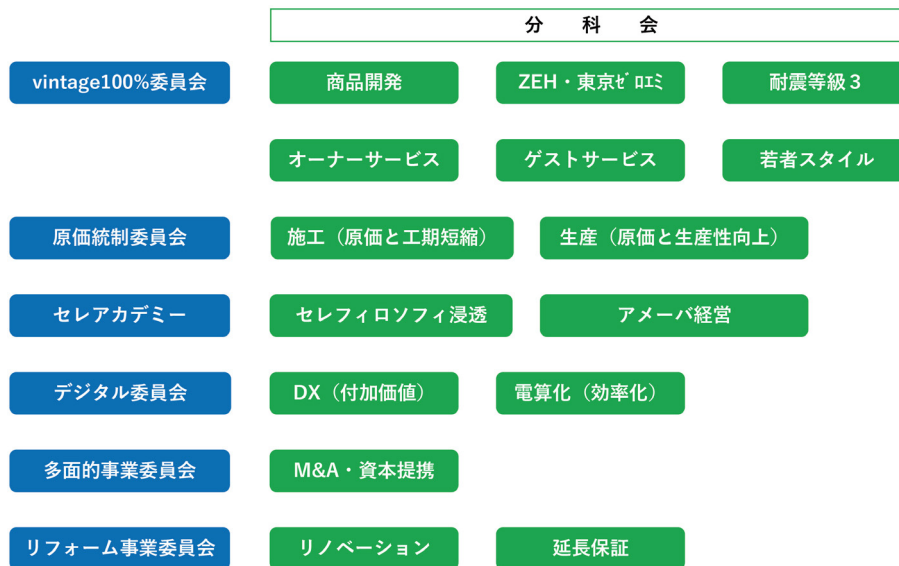 分 科 会
vintage100%委員会 商品開発 ZEH・東京ｾﾞﾛｴﾐ 耐震等級３
オーナーサービス ゲストサービス 若者スタイル
原価統制委員会 施工（原価と工期短縮） 生産（原価と生産性向上）
セレアカデミー セレフィロソフィ浸透 アメーバ経営
デジタル委員会 DX（付加価値） 電算化（効率化）
多面的事業委員会 M&A・資本提携
リフォーム事業委員会 リノベーション 延長保証